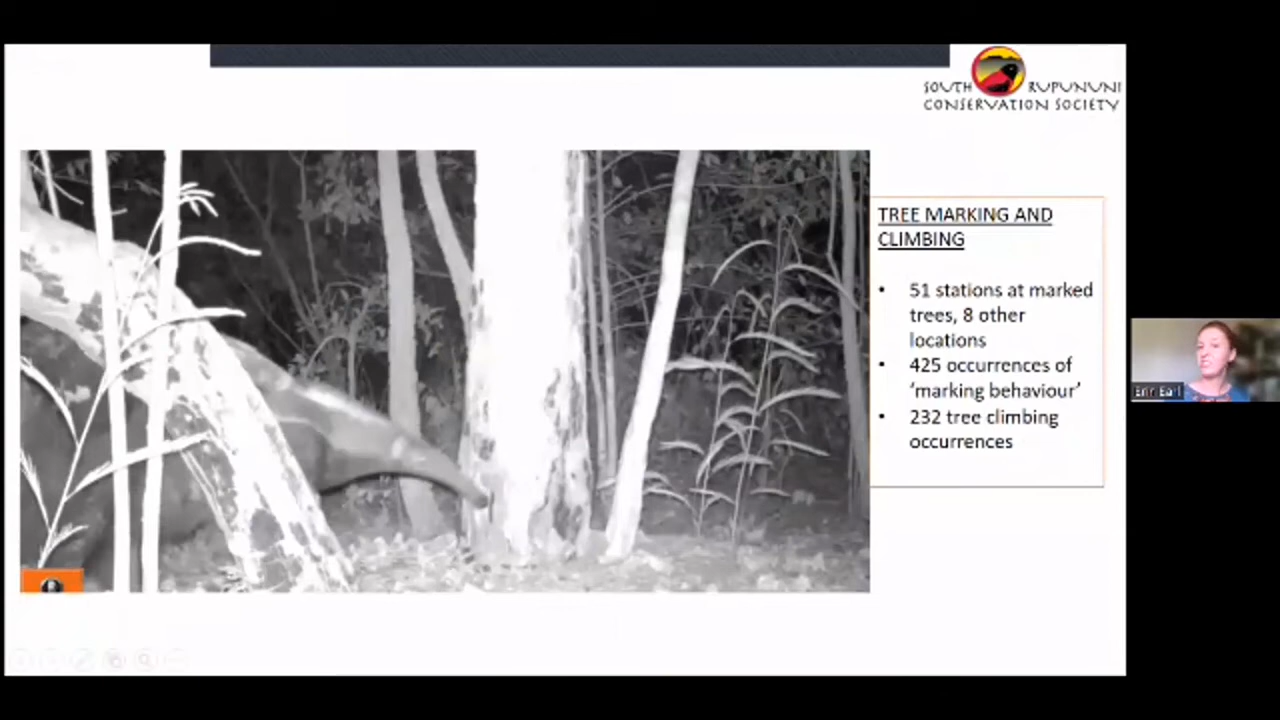 SOUTH RUPUNUNI
CONSERVATION SOCIETY
TREE MARKING AND
CLIMBING
• 51 stations at marked
trees, 8 other
locations
• 425 occurrences of
‘marking behaviour’
• 232 tree climbing
occurrences
Erin Earl